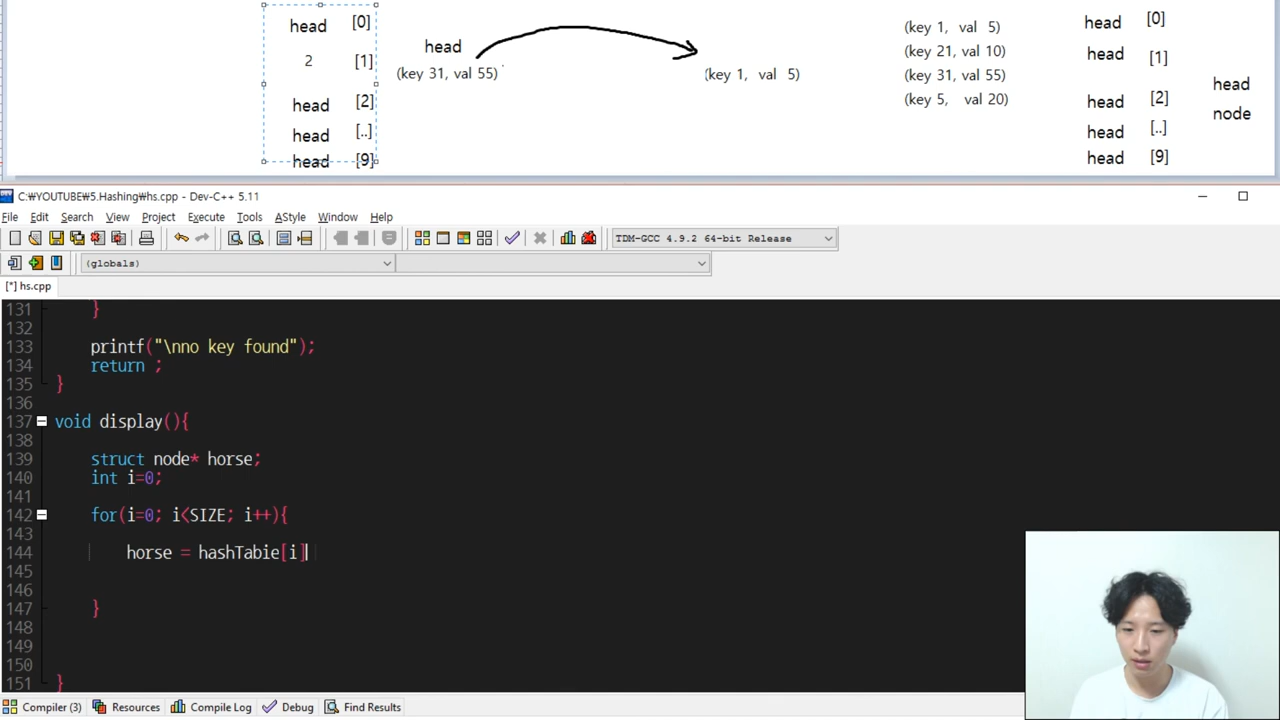 head [0]
2 [1]
head [2]
head [..]
head [9]
head
(key 31, val 55)
(key 1, val 5)
(key 1, val 5)
(key 21, val 10)
(key 31, val 55)
(key 5, val 20)
head [0]
head [1]
head [2]
head [..]
head [9]
head
node
C:₩YOUTUBE₩5.Hashing₩hs.cpp - Dev-C++ 5.11
File Edit Search View Project Execute Tools AStyle Window Help
TDM-GCC 4.9.2 64-bit Release
(globals)
[*] hs.cpp
131 }
132
133 printf("\nno key found");
134 return ;
135 }
136
137 void display(){
138
139 struct node* horse;
140 int i=0;
141
142 for(i=0; i<SIZE; i++){
143
144 horse = hashTabie[i]
145
146
147 }
148
149
150
151 }
Compiler (3) Resources Compile Log Debug Find Results